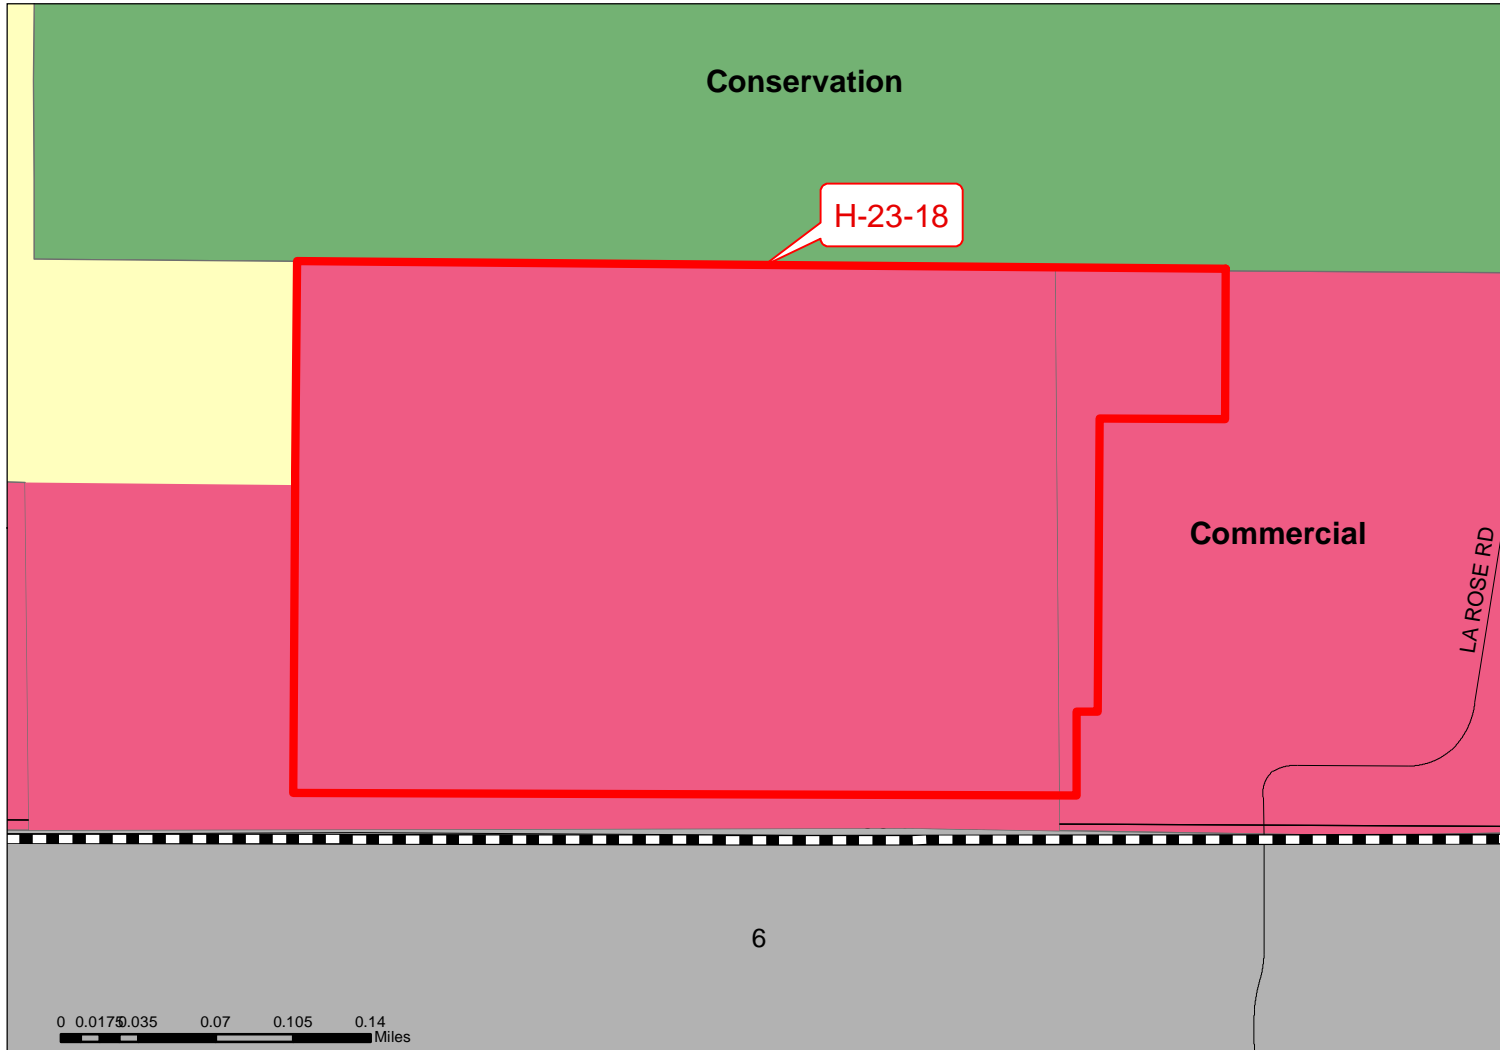 Conservation
H-23-18
Commercial
LA ROSE RD
6
0 0.0175 0.035 0.07 0.105 0.14
Miles